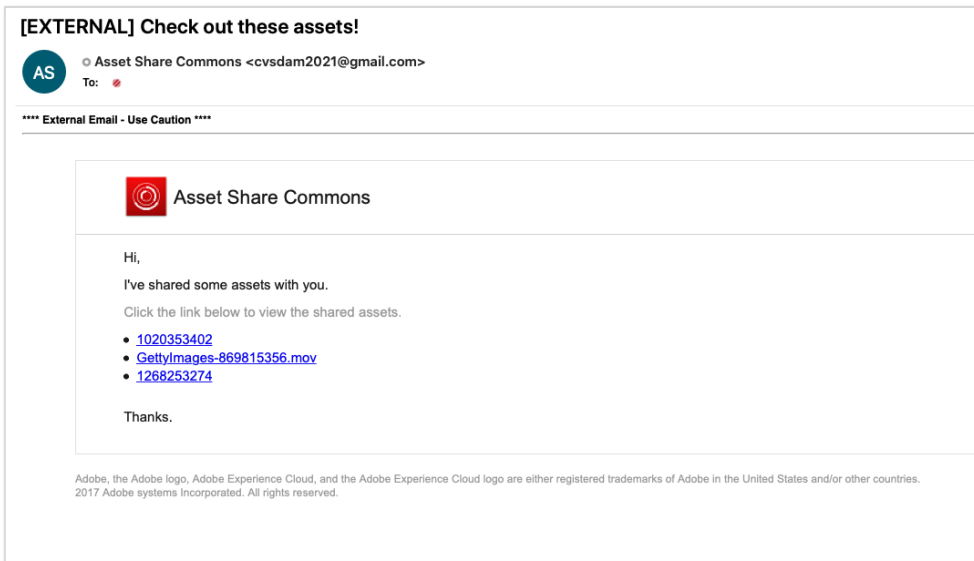 [EXTERNAL] Check out these assets!
AS
Asset Share Commons <cvsdam2021@gmail.com>
To:
**** External Email - Use Caution ****
Asset Share Commons
Hi,
I've shared some assets with you.
Click the link below to view the shared assets.
1020353402
GettyImages-869815356.mov
1268253274
Thanks.
Adobe, the Adobe logo, Adobe Experience Cloud, and the Adobe Experience Cloud logo are either registered trademarks of Adobe in the United States and/or other countries.
2017 Adobe systems Incorporated. All rights reserved.